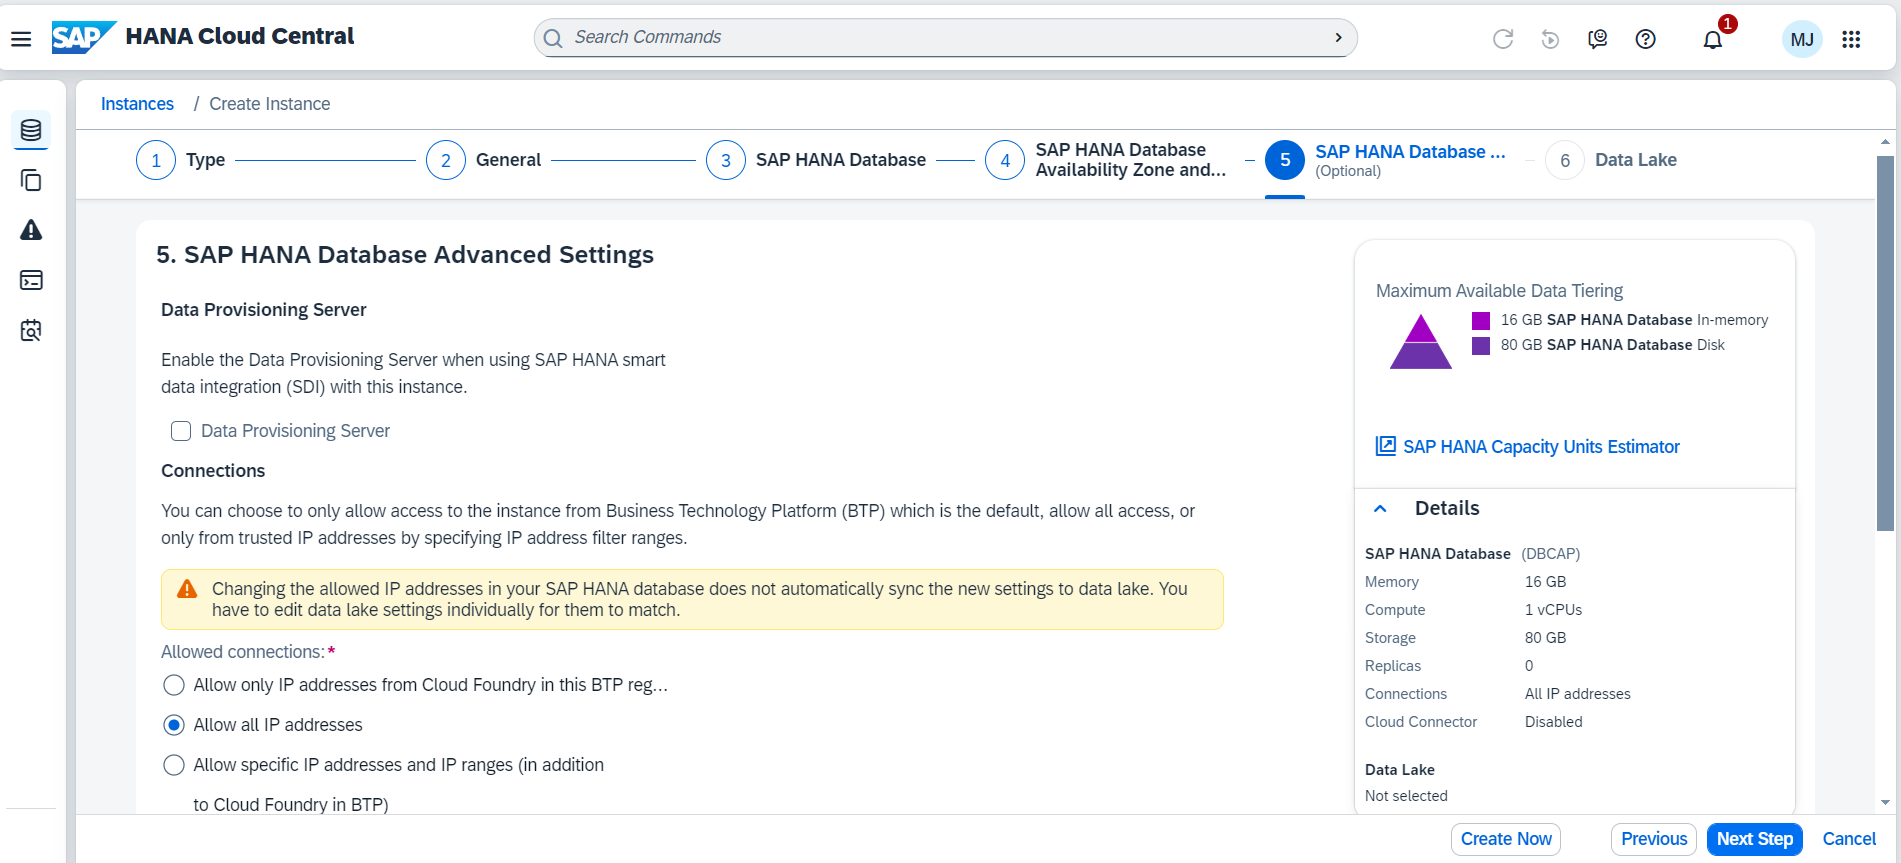 SAP HANA Cloud Central
Search Commands
1
MJ
Instances / Create Instance
1 Type
2 General
3 SAP HANA Database
4 SAP HANA Database
Availability Zone and...
5 SAP HANA Database ...
(Optional)
6 Data Lake
5. SAP HANA Database Advanced Settings
Data Provisioning Server
Enable the Data Provisioning Server when using SAP HANA smart
data integration (SDI) with this instance.
Data Provisioning Server
Connections
You can choose to only allow access to the instance from Business Technology Platform (BTP) which is the default, allow all access, or
only from trusted IP addresses by specifying IP address filter ranges.
Changing the allowed IP addresses in your SAP HANA database does not automatically sync the new settings to data lake. You
have to edit data lake settings individually for them to match.
Allowed connections:*
Allow only IP addresses from Cloud Foundry in this BTP reg...
Allow all IP addresses
Allow specific IP addresses and IP ranges (in addition
to Cloud Foundry in BTP)
Maximum Available Data Tiering
16 GB SAP HANA Database In-memory
80 GB SAP HANA Database Disk
SAP HANA Capacity Units Estimator
Details
SAP HANA Database (DBCAP)
Memory 16 GB
Compute 1 vCPUs
Storage 80 GB
Replicas 0
Connections All IP addresses
Cloud Connector Disabled
Data Lake
Not selected
Create Now
Previous
Next Step
Cancel